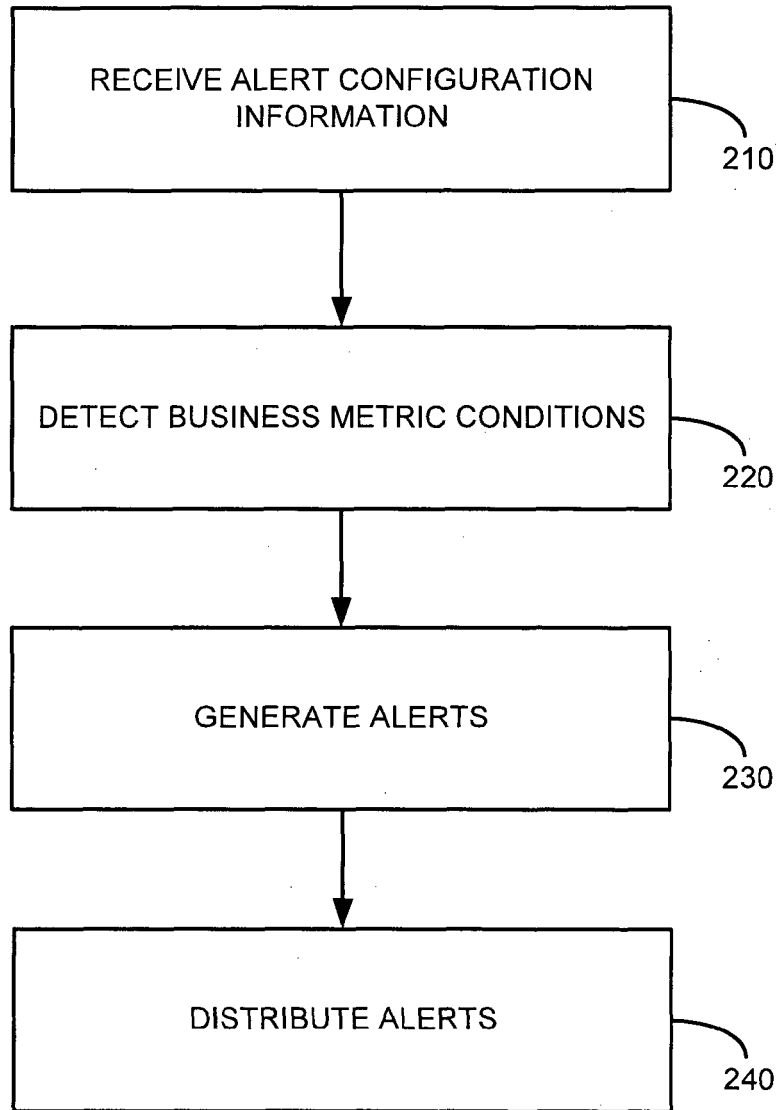 RECEIVE ALERT CONFIGURATION
INFORMATION
210
DETECT BUSINESS METRIC CONDITIONS
220
GENERATE ALERTS
230
DISTRIBUTE ALERTS
240